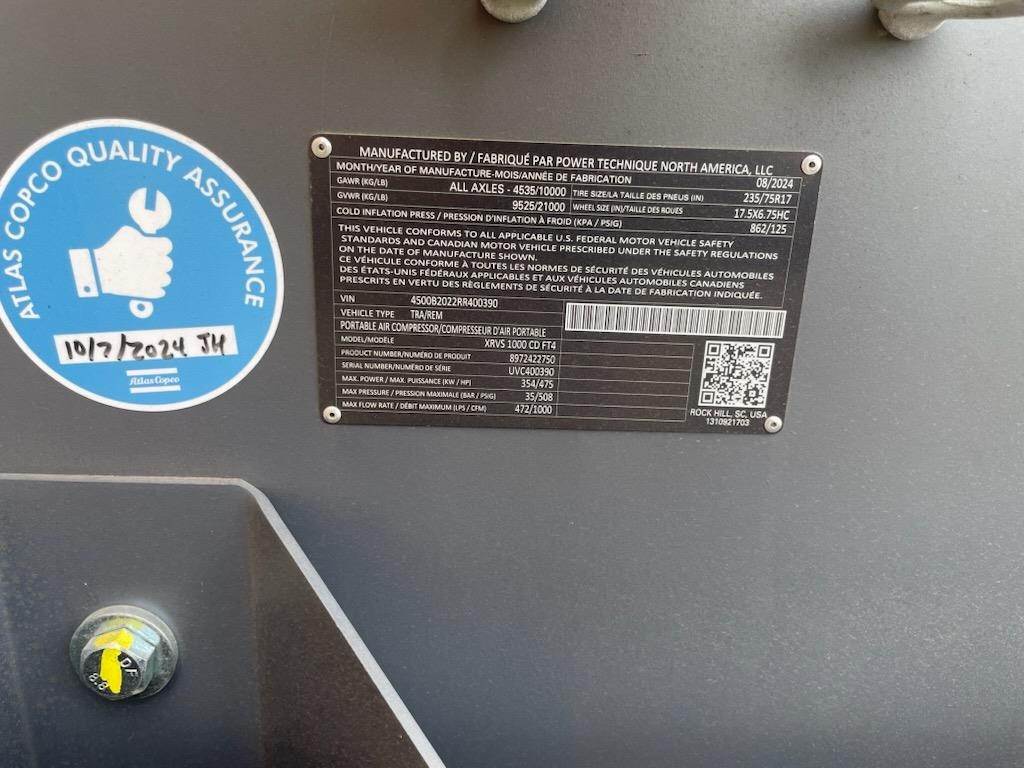 ATLAS COPCO QUALITY ASSURANCE
10/7/2024 JH
Atlas Copco
MANUFACTURED BY / FABRIQUÉ PAR POWER TECHNIQUE NORTH AMERICA, LLC
MONTH/YEAR OF MANUFACTURE-MOIS/ANNÉE DE FABRICATION 08/2024
GAWR (KG/LB) ALL AXLES - 4535/10000 TIRE SIZE/LA TAILLE DES PNEUS (IN) 235/75R17
GVWR (KG/LB) 9525/21000 WHEEL SIZE (IN)/TAILLE DES ROUES 17.5X6.75HC
COLD INFLATION PRESS / PRESSION D'INFLATION À FROID (KPA / PSIG) 862/125
THIS VEHICLE CONFORMS TO ALL APPLICABLE U.S. FEDERAL MOTOR VEHICLE SAFETY
STANDARDS AND CANADIAN MOTOR VEHICLE PRESCRIBED UNDER THE SAFETY REGULATIONS
ON THE DATE OF MANUFACTURE SHOWN.
CE VÉHICULE CONFORME À TOUTES LES NORMES DE SÉCURITÉ DES VÉHICULES AUTOMOBILES
DES ÉTATS-UNIS FÉDÉRAUX APPLICABLES ET AUX VÉHICULES AUTOMOBILES CANADIENS
PRESCRITS EN VERTU DES RÈGLEMENTS DE SÉCURITÉ À LA DATE DE FABRICATION INDIQUÉE.
VIN 4500B2022RR400390
VEHICLE TYPE TRA/REM
PORTABLE AIR COMPRESSOR/COMPRESSEUR D'AIR PORTABLE
MODEL/MODÈLE XRVS 1000 CD FT4
PRODUCT NUMBER/NUMÉRO DE PRODUIT 8972422750
SERIAL NUMBER/NUMÉRO DE SÉRIE UVC400390
MAX. POWER / MAX. PUISSANCE (KW / HP) 354/475
MAX PRESSURE / PRESSION MAXIMALE (BAR / PSIG) 35/508
MAX FLOW RATE / DÉBIT MAXIMUM (LPS / CFM) 472/1000
ROCK HILL, SC, USA
1310921703
DF
8.8